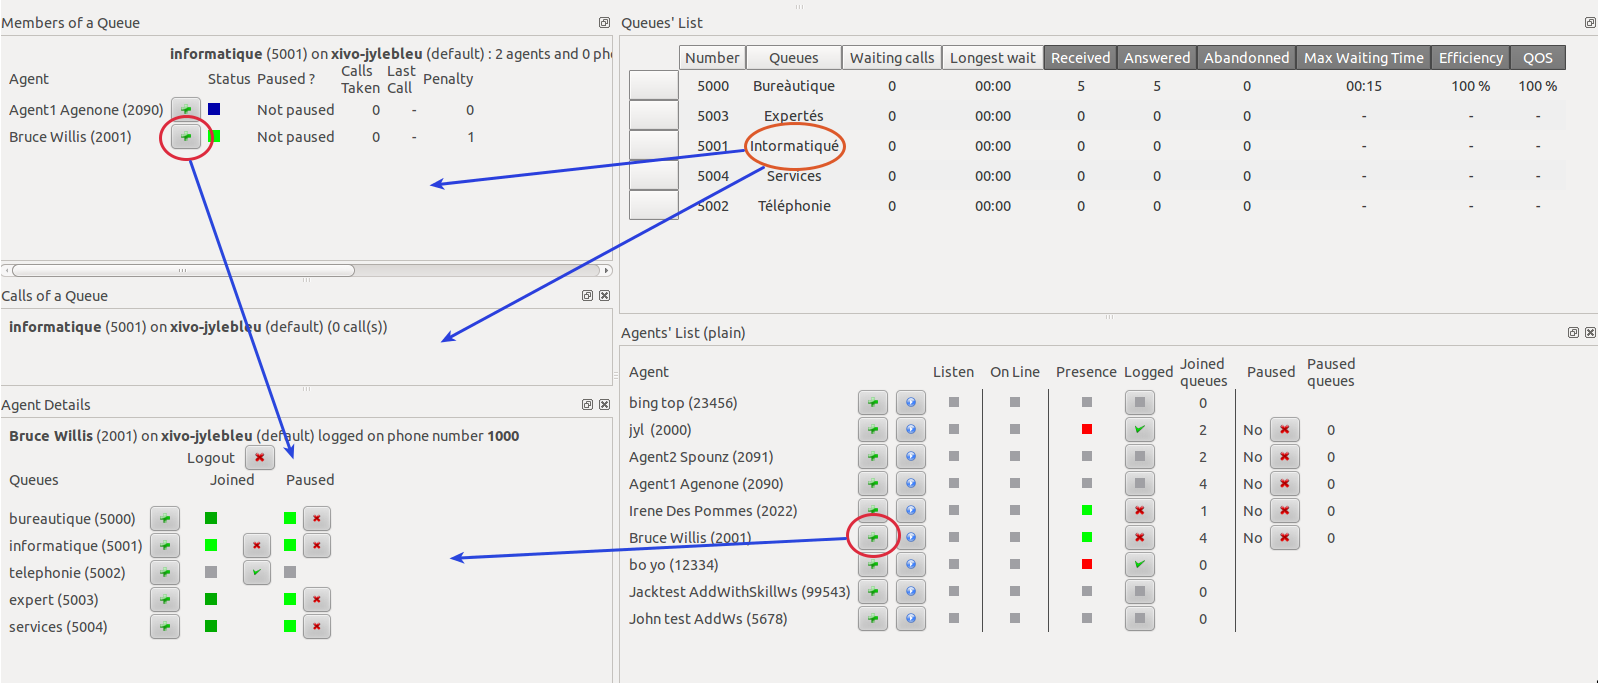 Members of a Queue
informatique (5001) on xivo-jylebleu (default) : 2 agents and 0 pho
Agent Status Paused ? Calls Taken Last Call Penalty
Agent1 Agenone (2090) Not paused 0 - 0
Bruce Willis (2001) Not paused 0 - 1
Calls of a Queue
informatique (5001) on xivo-jylebleu (default) (0 call(s))
Agent Details
Bruce Willis (2001) on xivo-jylebleu (default) logged on phone number 1000
Logout
Queues Joined Paused
bureautique (5000)
informatique (5001)
telephonie (5002)
expert (5003)
services (5004)
Queues' List
Number Queues Waiting calls Longest wait Received Answered Abandonned Max Waiting Time Efficiency QOS
5000 Bureàutique 0 00:00 5 5 0 00:15 100 % 100 %
5003 Expertés 0 00:00 0 0 0 - - -
5001 Intormatiqué 0 00:00 0 0 0 - - -
5004 Services 0 00:00 0 0 0 - - -
5002 Téléphonie 0 00:00 0 0 0 - - -
Agents' List (plain)
Agent Listen On Line Presence Logged Joined queues Paused Paused queues
bing top (23456) 0
jyl (2000) 2 No 0
Agent2 Spounz (2091) 2 No 0
Agent1 Agenone (2090) 4 No 0
Irene Des Pommes (2022) 1 No 0
Bruce Willis (2001) 4 No 0
bo yo (12334) 0
Jacktest AddWithSkillWs (99543) 0
John test AddWs (5678) 0